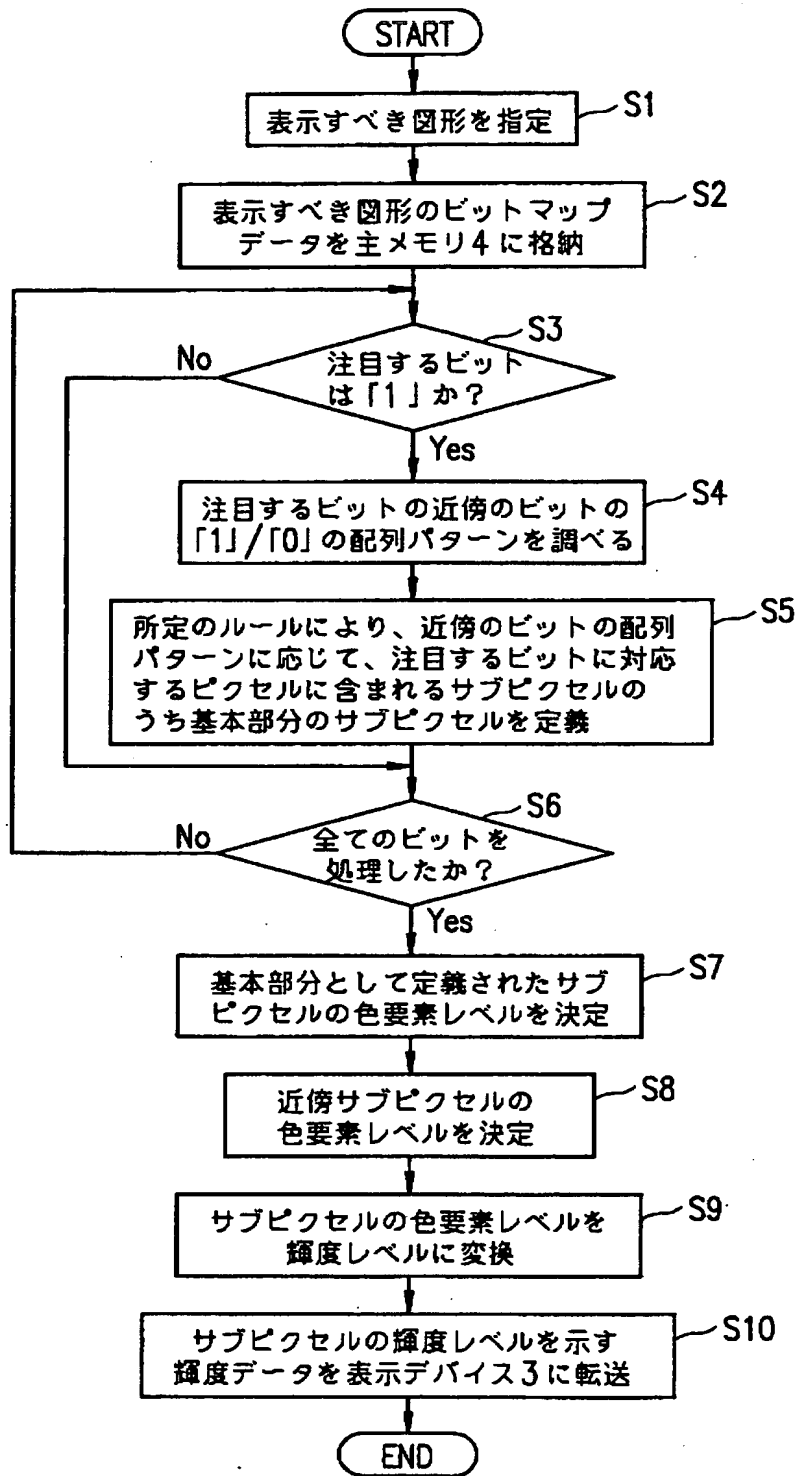 START
表示すべき図形を指定
S1
表示すべき図形のビットマップ
データを主メモリ4に格納
S2
注目するビット
は「1」か？
S3
No
Yes
注目するビットの近傍のビットの
「1」/「0」の配列パターンを調べる
S4
所定のルールにより、近傍のビットの配列
パターンに応じて、注目するビットに対応
するピクセルに含まれるサブピクセルの
うち基本部分のサブピクセルを定義
S5
全てのビットを
処理したか？
S6
No
Yes
基本部分として定義されたサブ
ピクセルの色要素レベルを決定
S7
近傍サブピクセルの
色要素レベルを決定
S8
サブピクセルの色要素レベルを
輝度レベルに変換
S9
サブピクセルの輝度レベルを示す
輝度データを表示デバイス3に転送
S10
END